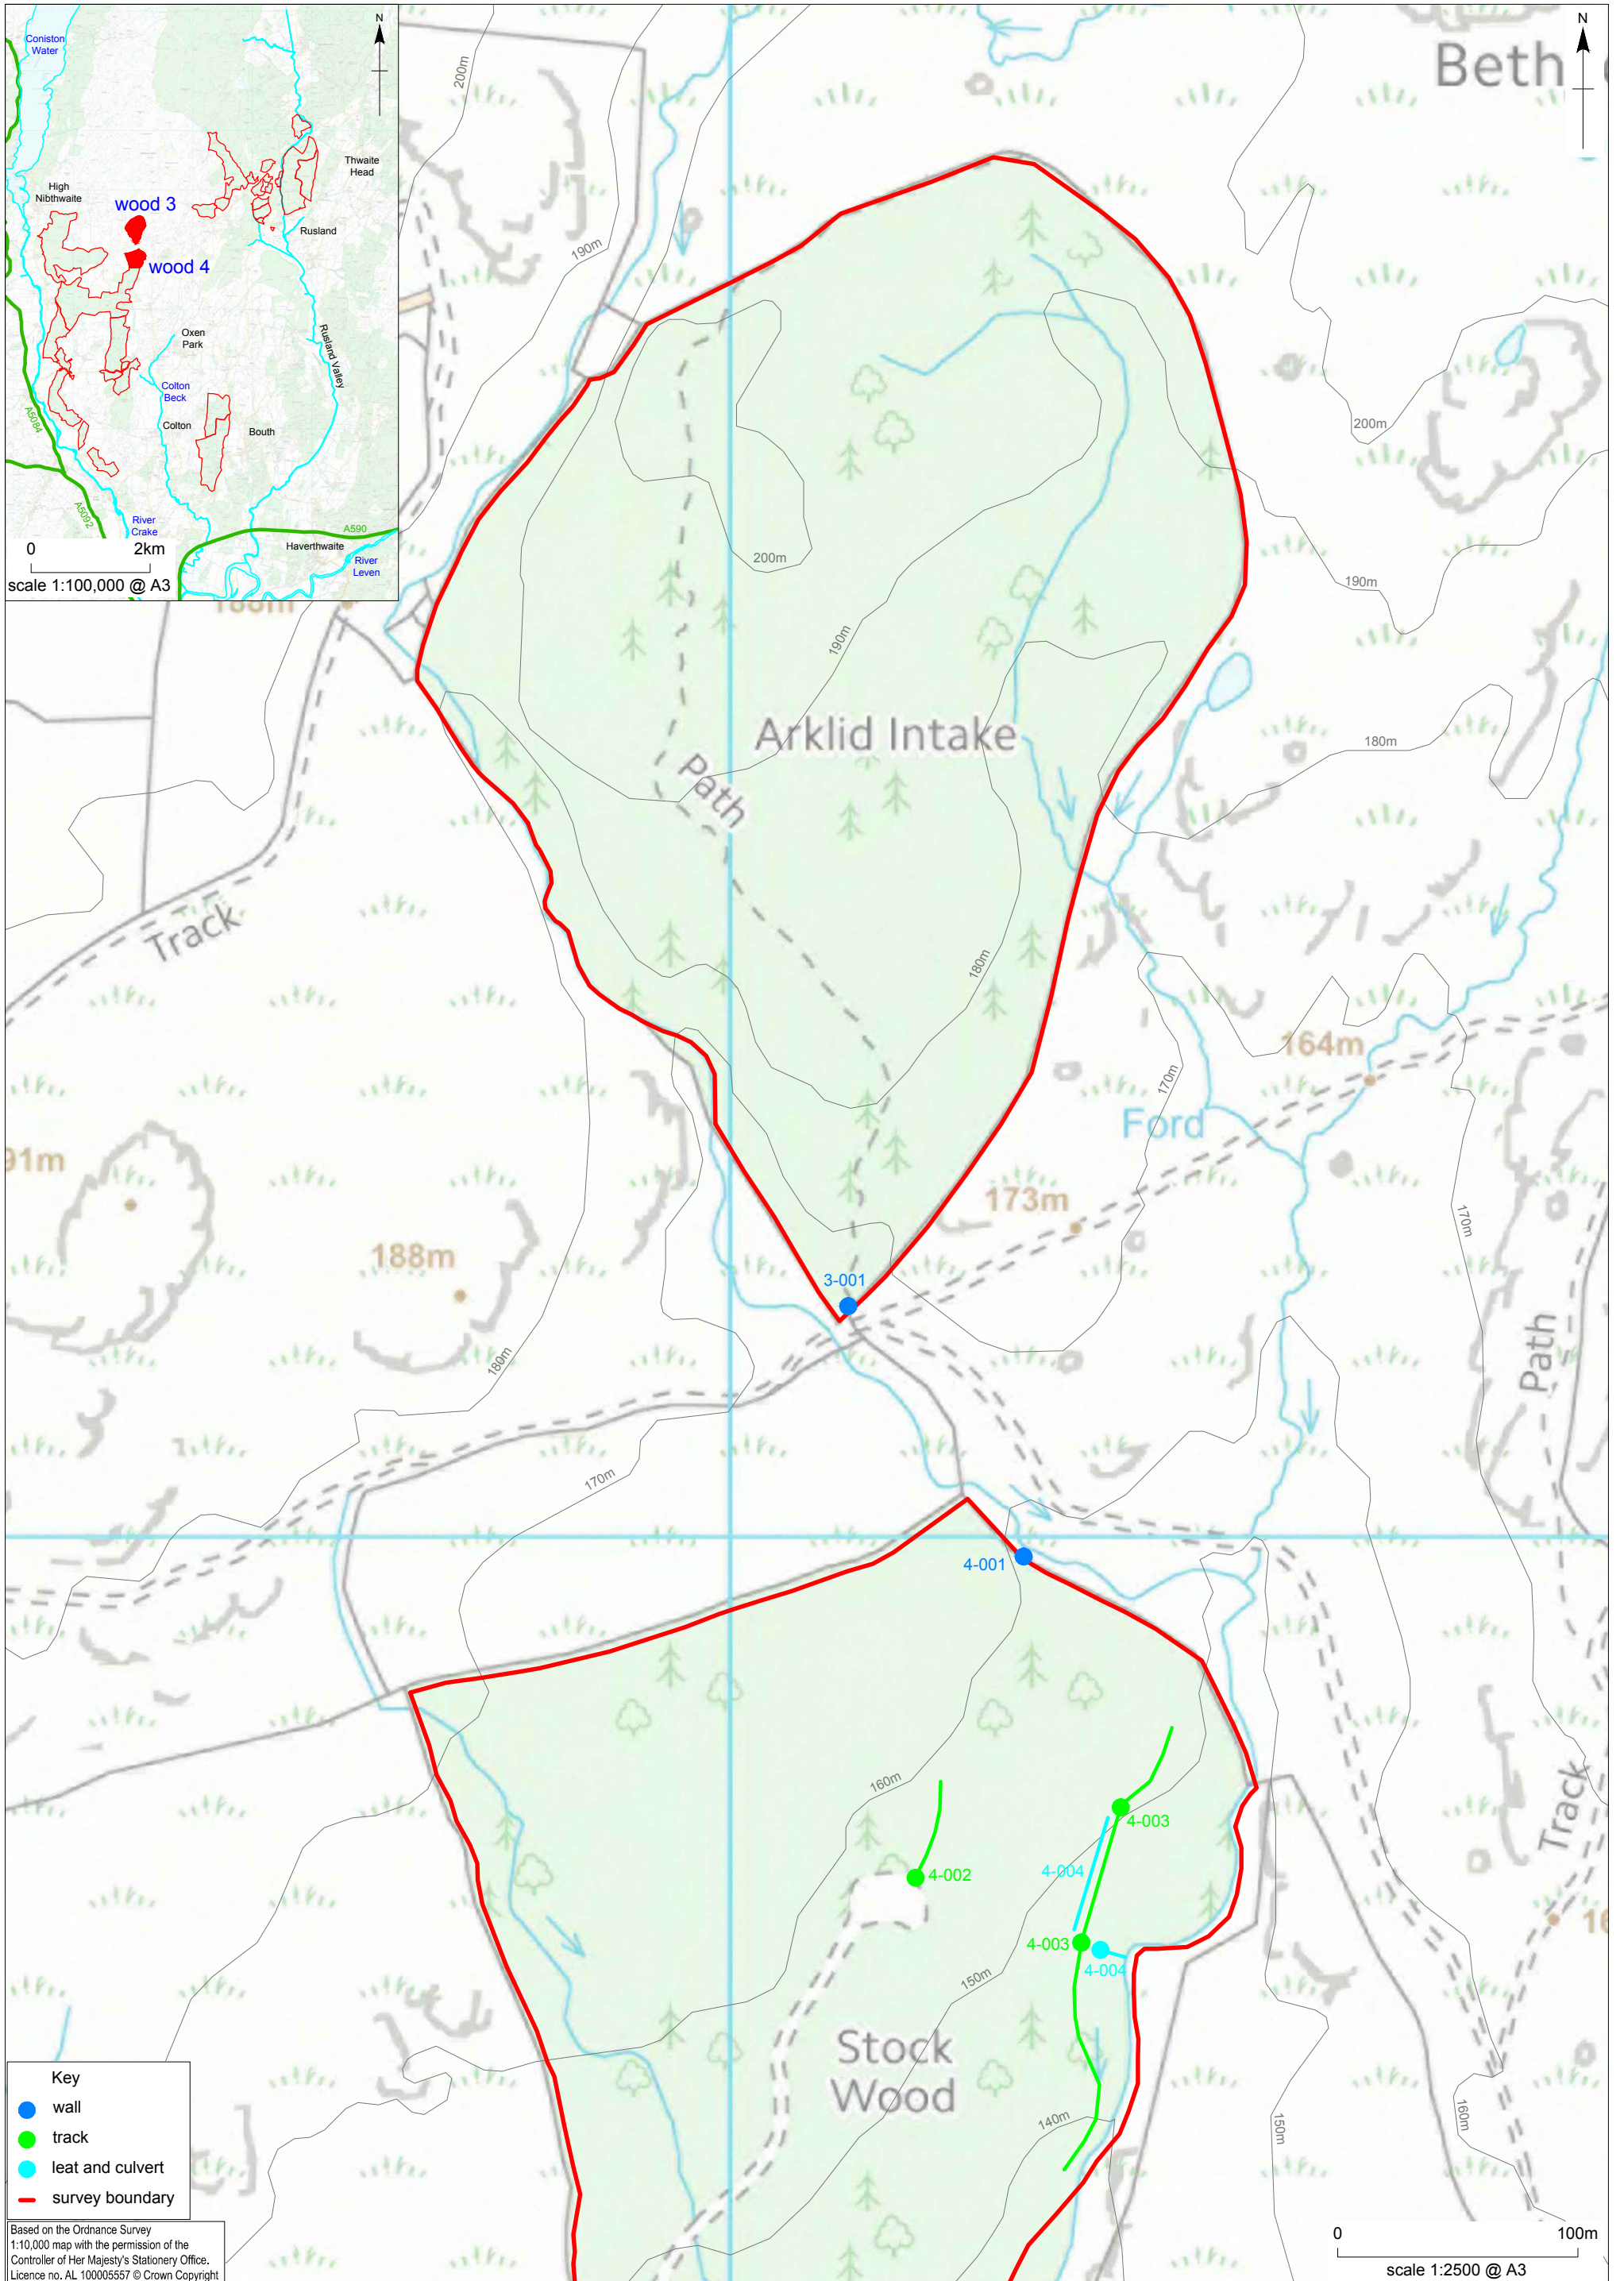 N
Coniston
Water
High
Nibthwaite
wood 3
wood 4
Thwaite
Head
Rusland
Oxen
Park
Rusland Valley
Colton
Beck
Colton
Bouth
A5084
A5092
River
Crake
A590
Haverthwaite
River
Leven
0 2km
scale 1:100,000 @ A3
N
Beth
200m
190m
200m
200m
190m
190m
188m
Arklid Intake
180m
Path
Track
180m
164m
170m
Ford
91m
173m
188m
170m
3-001
180m
Path
170m
4-001
160m
4-003
Track
4-004
4-002
4-003
4-004
150m
Stock
Wood
140m
150m
160m
Key
wall
track
leat and culvert
survey boundary
Based on the Ordnance Survey
1:10,000 map with the permission of the
Controller of Her Majesty's Stationery Office.
Licence no. AL 100005557 © Crown Copyright
0 100m
scale 1:2500 @ A3